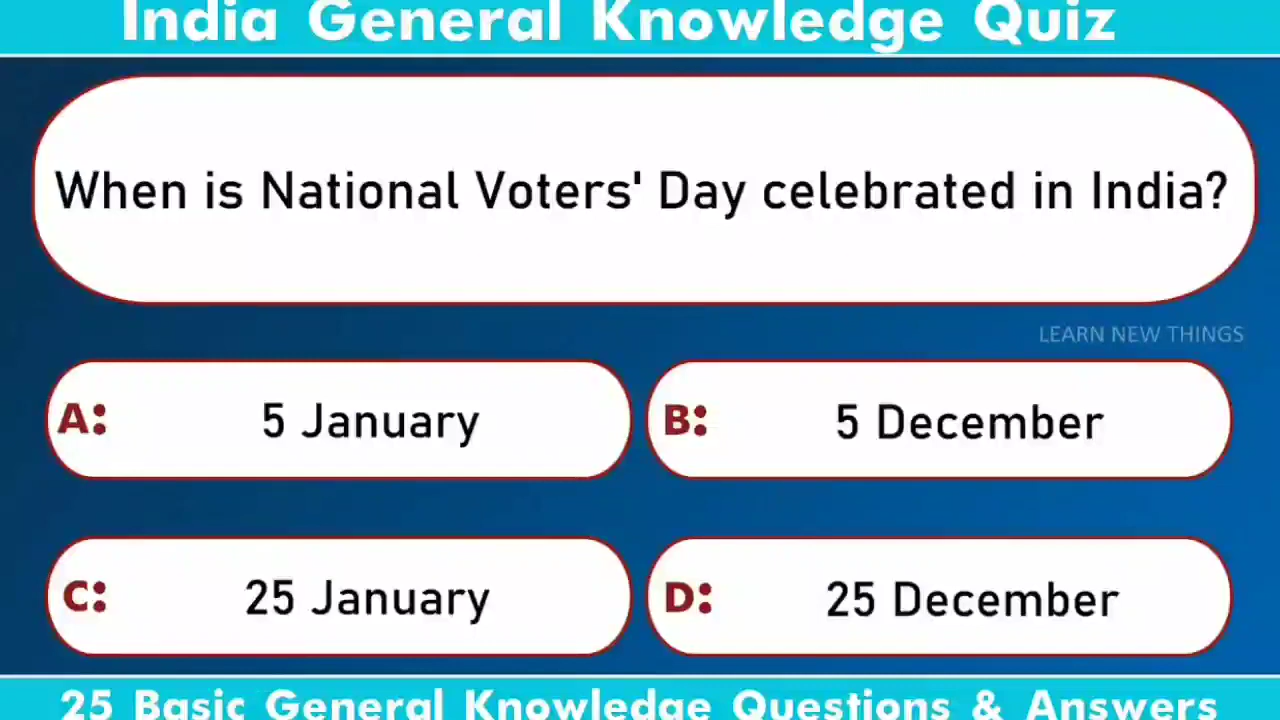 India General Knowledge Quiz
When is National Voters' Day celebrated in India?
LEARN NEW THINGS
A: 5 January
B: 5 December
C: 25 January
D: 25 December
25 Basic General Knowledge Questions & Answers